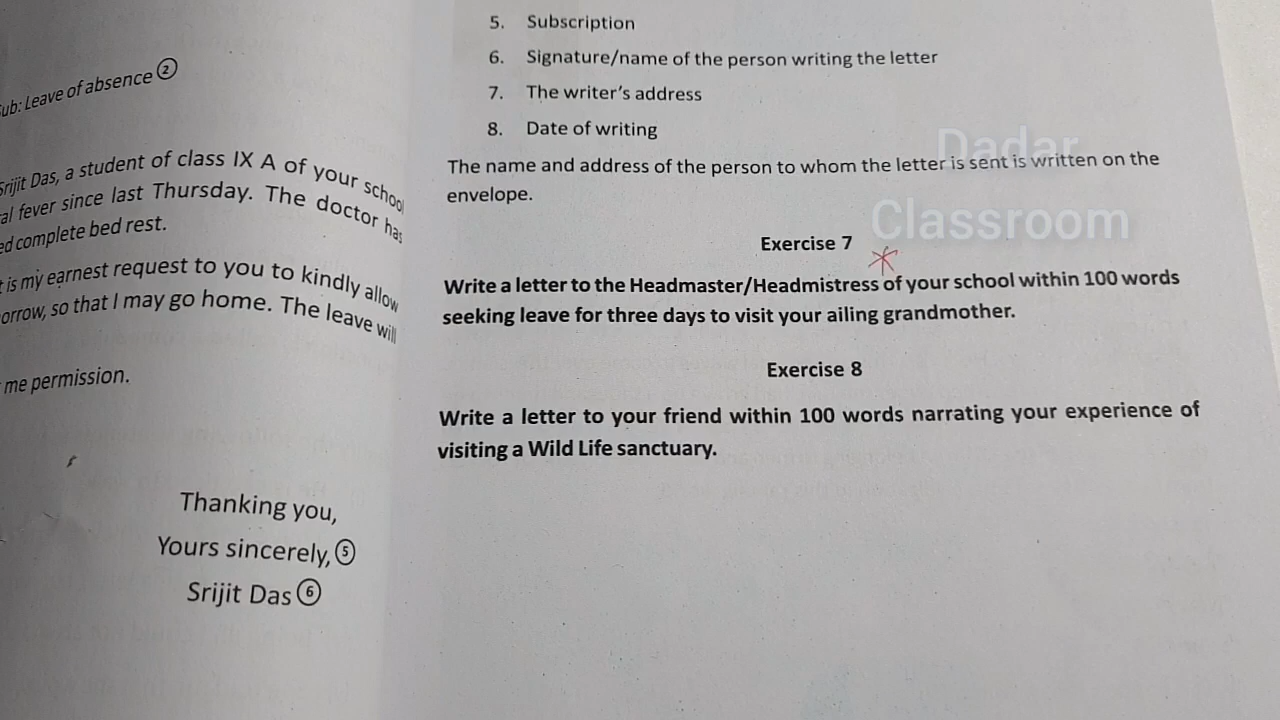 Sub: Leave of absence ②
Srijit Das, a student of class IX A of your school
fever since last Thursday. The doctor has
complete bed rest.
is my earnest request to you to kindly allow
so that I may go home. The leave will
me permission.
Thanking you,
Yours sincerely, ⑤
Srijit Das ⑥
5. Subscription
6. Signature/name of the person writing the letter
7. The writer's address
8. Date of writing
The name and address of the person to whom the letter is sent is written on the
envelope.
Dadar
Classroom
Exercise 7
Write a letter to the Headmaster/Headmistress of your school within 100 words
seeking leave for three days to visit your ailing grandmother.
Exercise 8
Write a letter to your friend within 100 words narrating your experience of
visiting a Wild Life sanctuary.